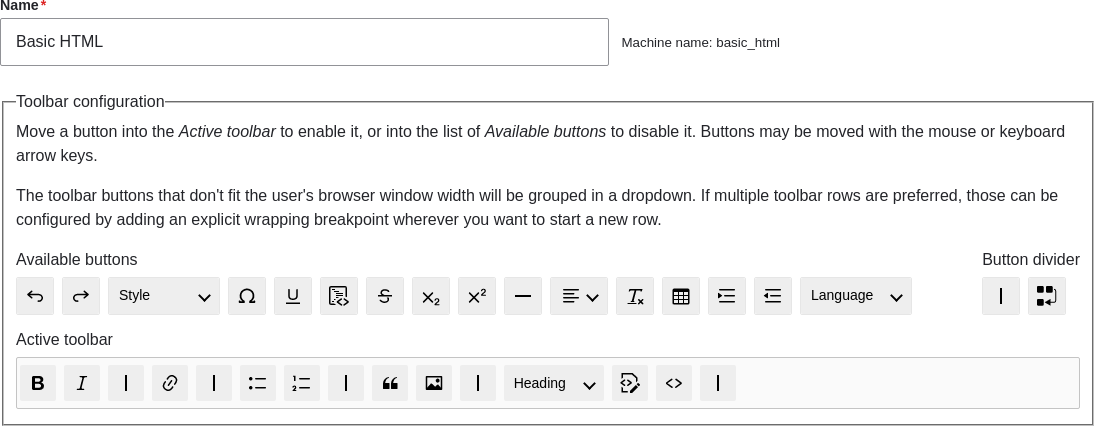 Name*
Basic HTML
Machine name: basic_html
Toolbar configuration
Move a button into the Active toolbar to enable it, or into the list of Available buttons to disable it. Buttons may be moved with the mouse or keyboard
arrow keys.
The toolbar buttons that don't fit the user's browser window width will be grouped in a dropdown. If multiple toolbar rows are preferred, those can be
configured by adding an explicit wrapping breakpoint wherever you want to start a new row.
Available buttons
Button divider
Style
Language
Active toolbar
Heading